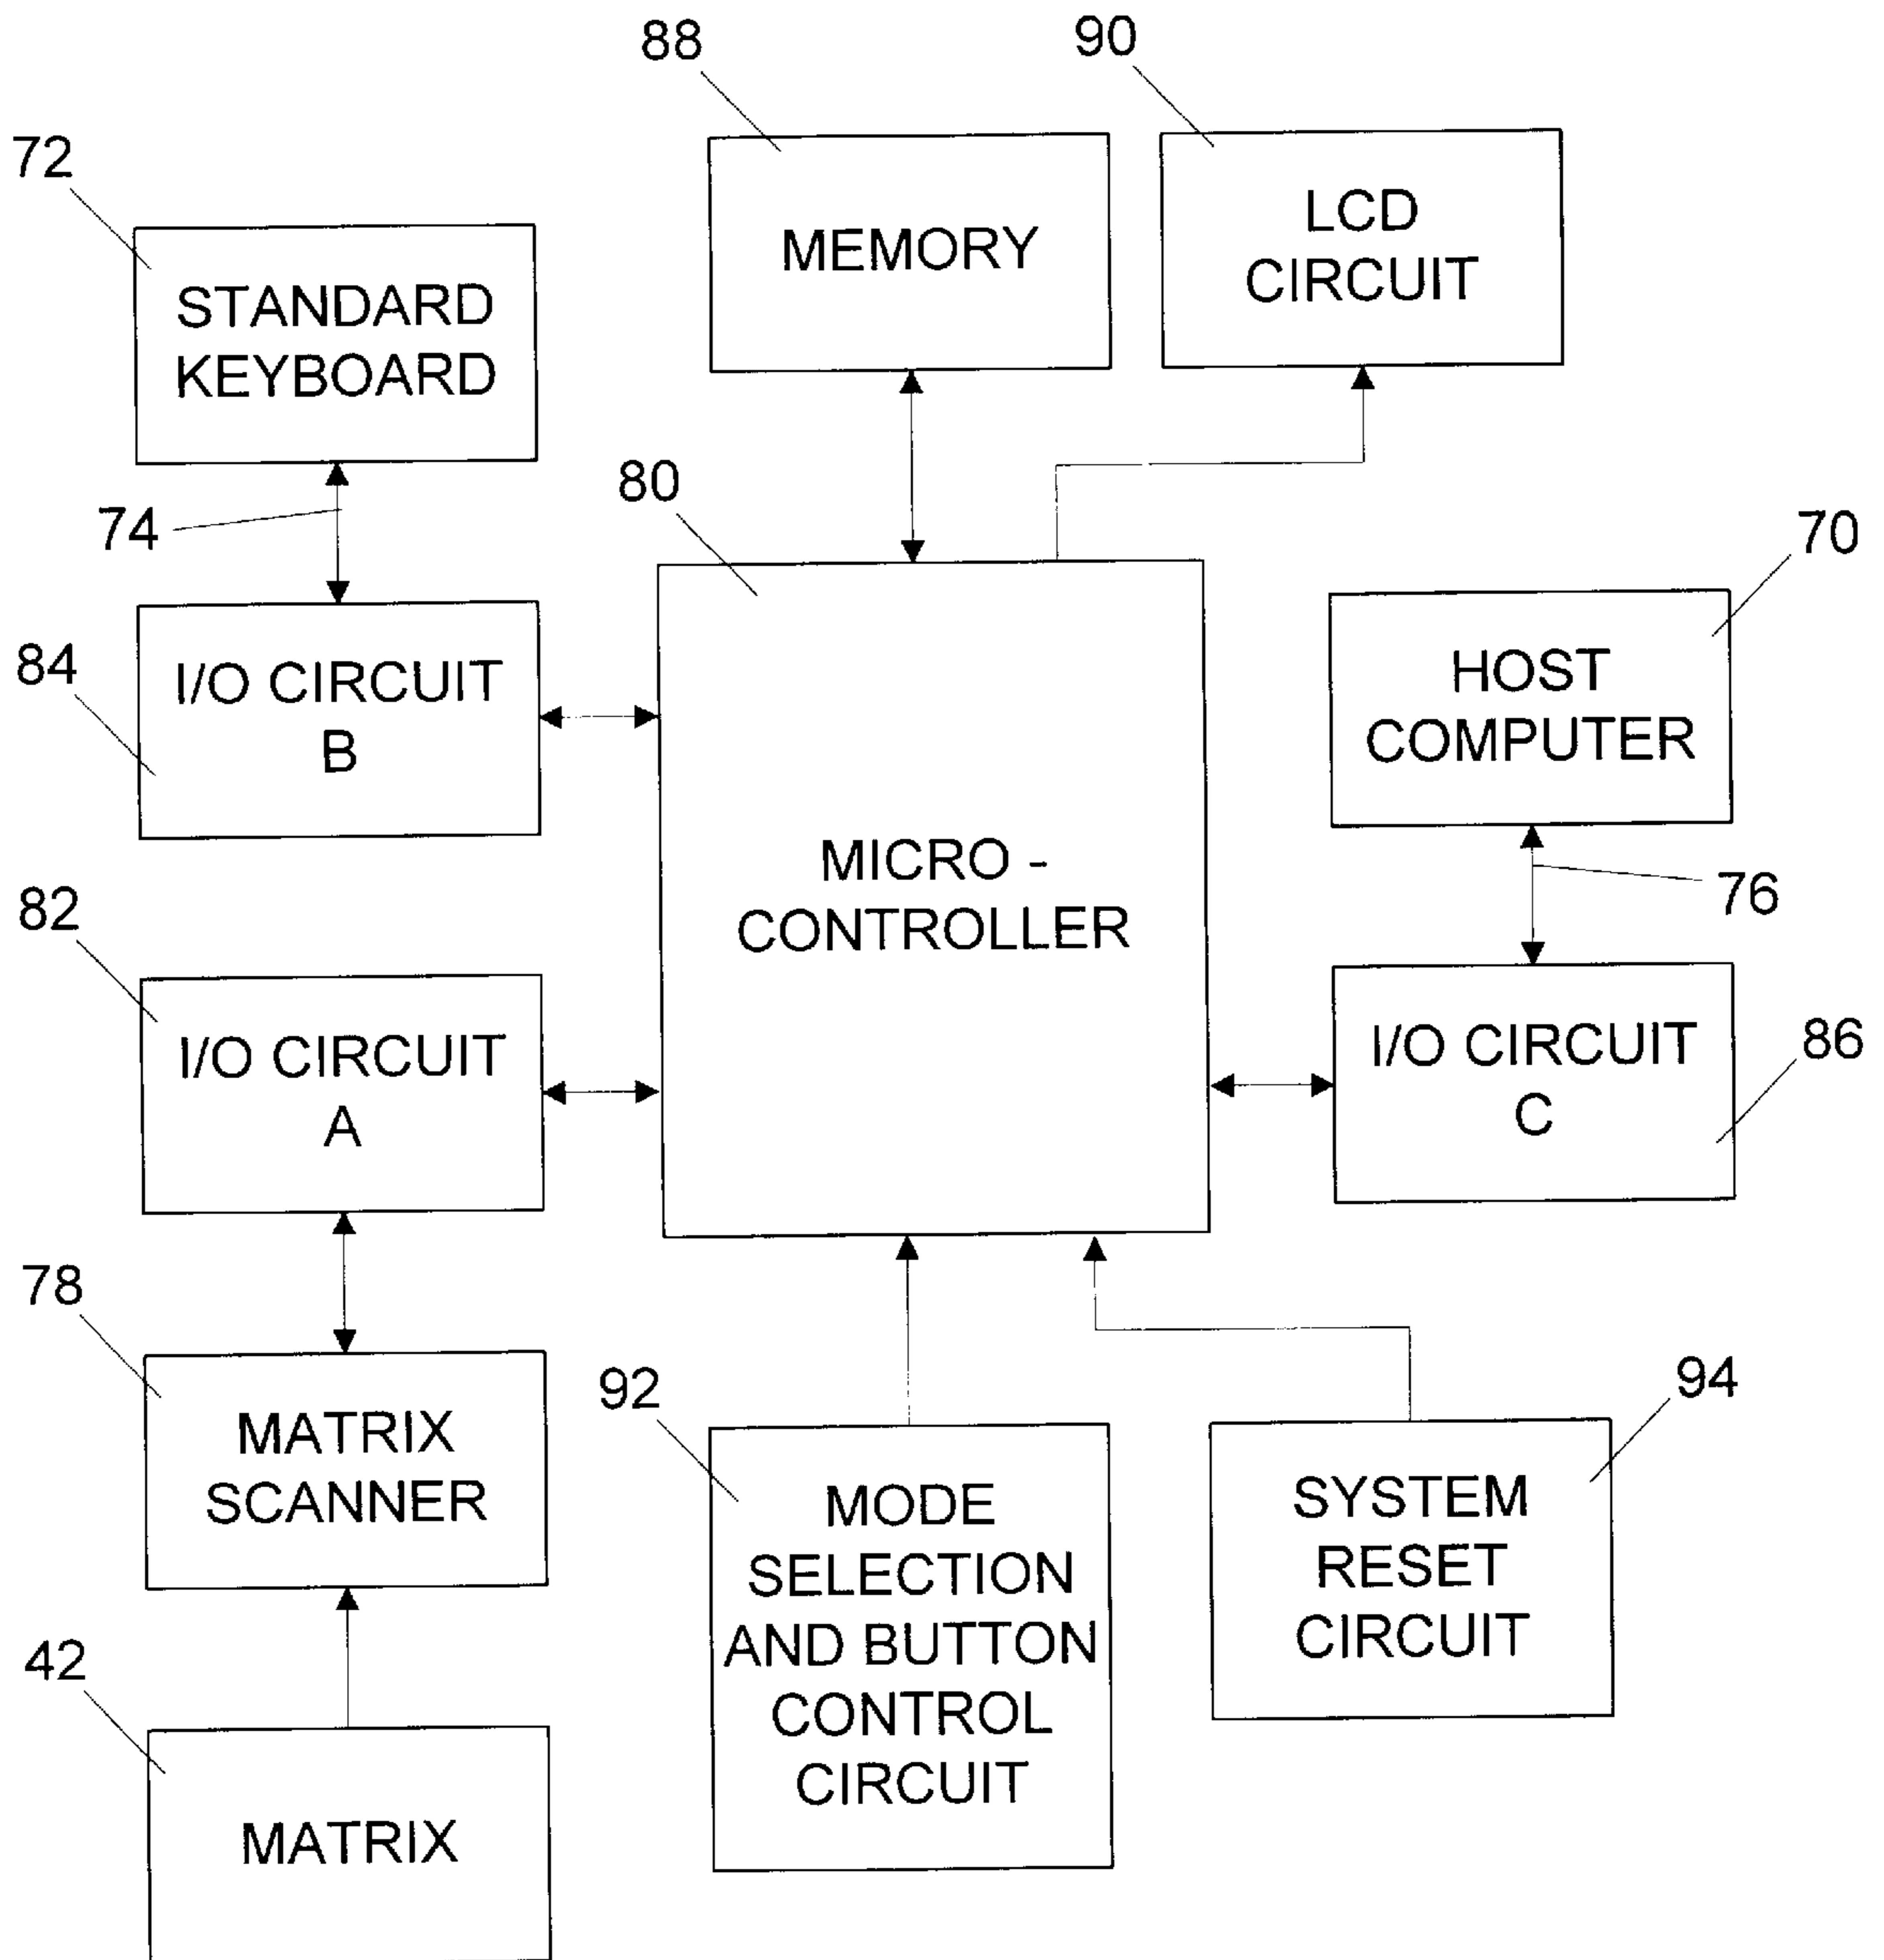 88
90
72
MEMORY
LCD
CIRCUIT
STANDARD
KEYBOARD
80
74
70
84
I/O CIRCUIT
B
HOST
COMPUTER
MICRO -
CONTROLLER
76
82
I/O CIRCUIT
A
I/O CIRCUIT
C
86
78
MATRIX
SCANNER
92
MODE
SELECTION
AND BUTTON
CONTROL
CIRCUIT
94
SYSTEM
RESET
CIRCUIT
42
MATRIX